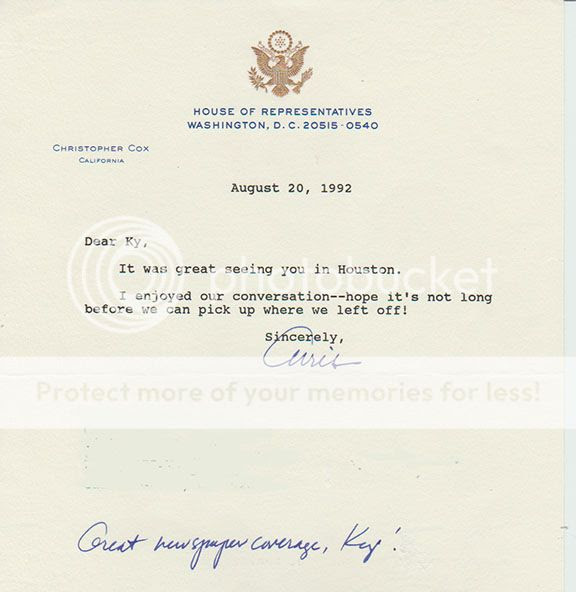 HOUSE OF REPRESENTATIVES
WASHINGTON, D.C. 20515-0540
CHRISTOPHER COX
CALIFORNIA
August 20, 1992
Dear Ky,
It was great seeing you in Houston.
photobucket
I enjoyed our conversation--hope it's not long
before we can pick up where we left off!
Sincerely,
Chris
Protect more of your memories for less!
Great newspaper coverage, Ky!